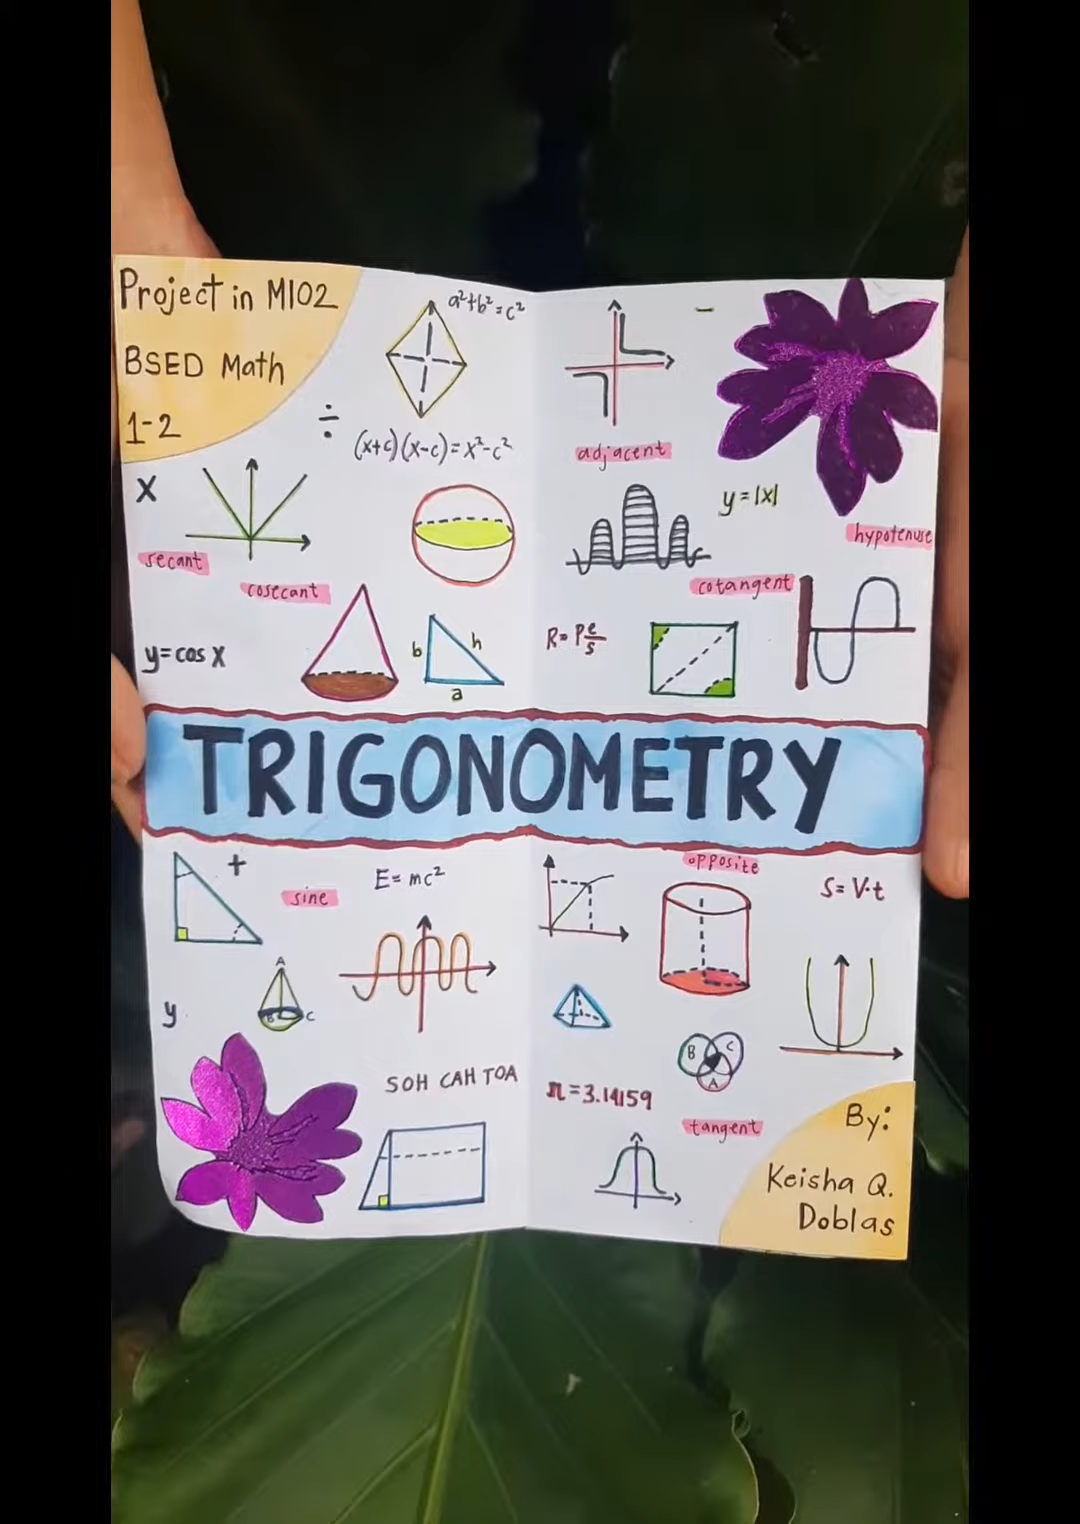 Project in M102
BSED Math
1-2
a²+b²=c²
÷
(x+c)(x-c)=x²-c²
-
adjacent
x
secant
cosecant
y=|x|
hypotenuse
cotangent
y=cos x
b
h
a
R=P e/s
TRIGONOMETRY
+
sine
E=mc²
opposite
S=V·t
A
B
C
y
B
C
A
SOH CAH TOA
π=3.14159
tangent
By:
Keisha Q.
Doblas